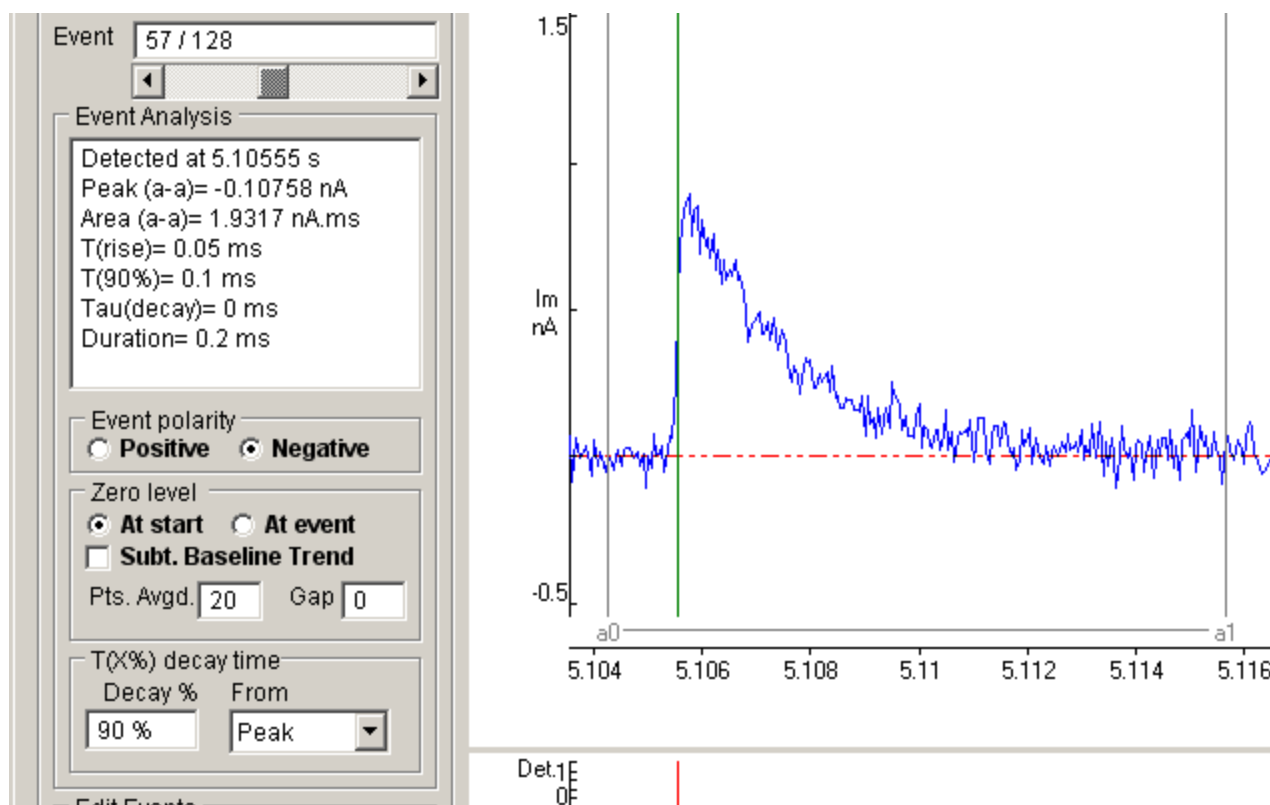 Event 57 / 128
Event Analysis
Detected at 5.10555 s
Peak (a-a)= -0.10758 nA
Area (a-a)= 1.9317 nA.ms
T(rise)= 0.05 ms
T(90%)= 0.1 ms
Tau(decay)= 0 ms
Duration= 0.2 ms
Event polarity
Positive Negative
Zero level
At start At event
Subt. Baseline Trend
Pts. Avgd. 20 Gap 0
T(X%) decay time
Decay % From
90 % Peak
Edit Events
1.5
Im
nA
-0.5
a0 a1
5.104 5.106 5.108 5.11 5.112 5.114 5.116
Det.1
0